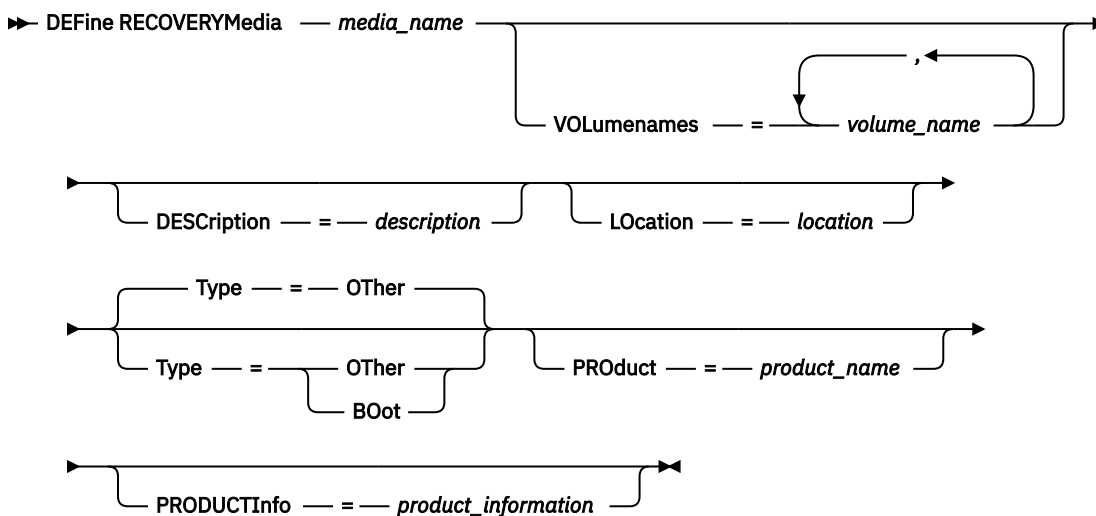 DEFine RECOVERYMedia — media_name
,
VOLumenames — = — volume_name
DESCription — = — description
LOcation — = — location
Type — = — OTher
Type — = — OTher
BOot
PROduct — = — product_name
PRODUCTInfo — = — product_information